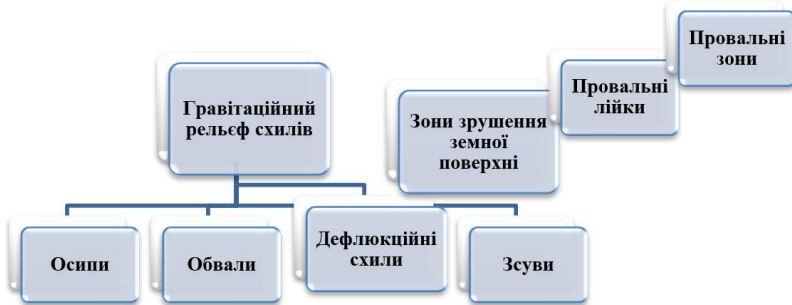 Провальні
зони
Провальні
лійки
Гравітаційний
рельєф схилів
Зони зрушення
земної
поверхні
Осипи
Обвали
Дефлюкційні
схили
Зсуви